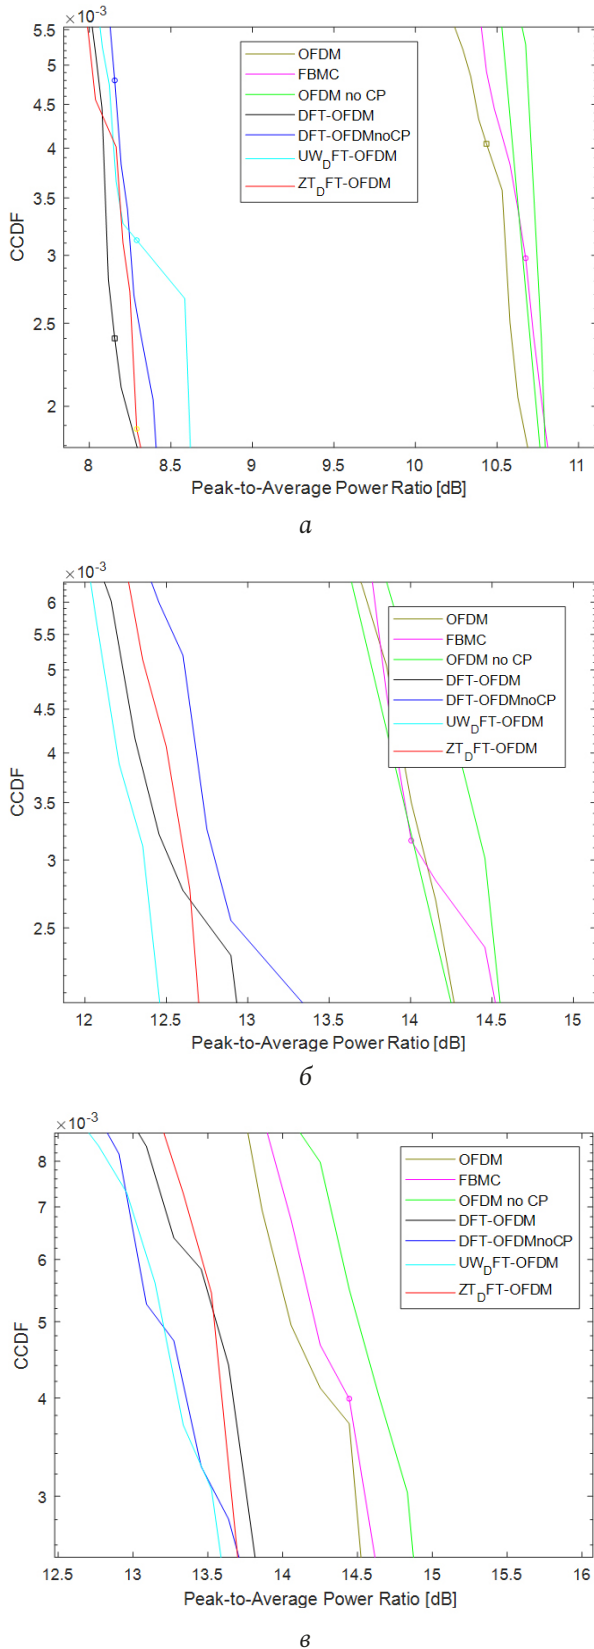 ×10⁻³
5.5
5
4.5
4
3.5
3
2.5
2
CCDF
OFDM
FBMC
OFDM no CP
DFT-OFDM
DFT-OFDMnoCP
UW_DFT-OFDM
ZT_DFT-OFDM
8 8.5 9 9.5 10 10.5 11
Peak-to-Average Power Ratio [dB]
а
×10⁻³
6
5.5
5
4.5
4
3.5
3
2.5
CCDF
OFDM
FBMC
OFDM no CP
DFT-OFDM
DFT-OFDMnoCP
UW_DFT-OFDM
ZT_DFT-OFDM
12 12.5 13 13.5 14 14.5 15
Peak-to-Average Power Ratio [dB]
б
×10⁻³
8
7
6
5
4
3
CCDF
OFDM
FBMC
OFDM no CP
DFT-OFDM
DFT-OFDMnoCP
UW_DFT-OFDM
ZT_DFT-OFDM
12.5 13 13.5 14 14.5 15 15.5 16
Peak-to-Average Power Ratio [dB]
в